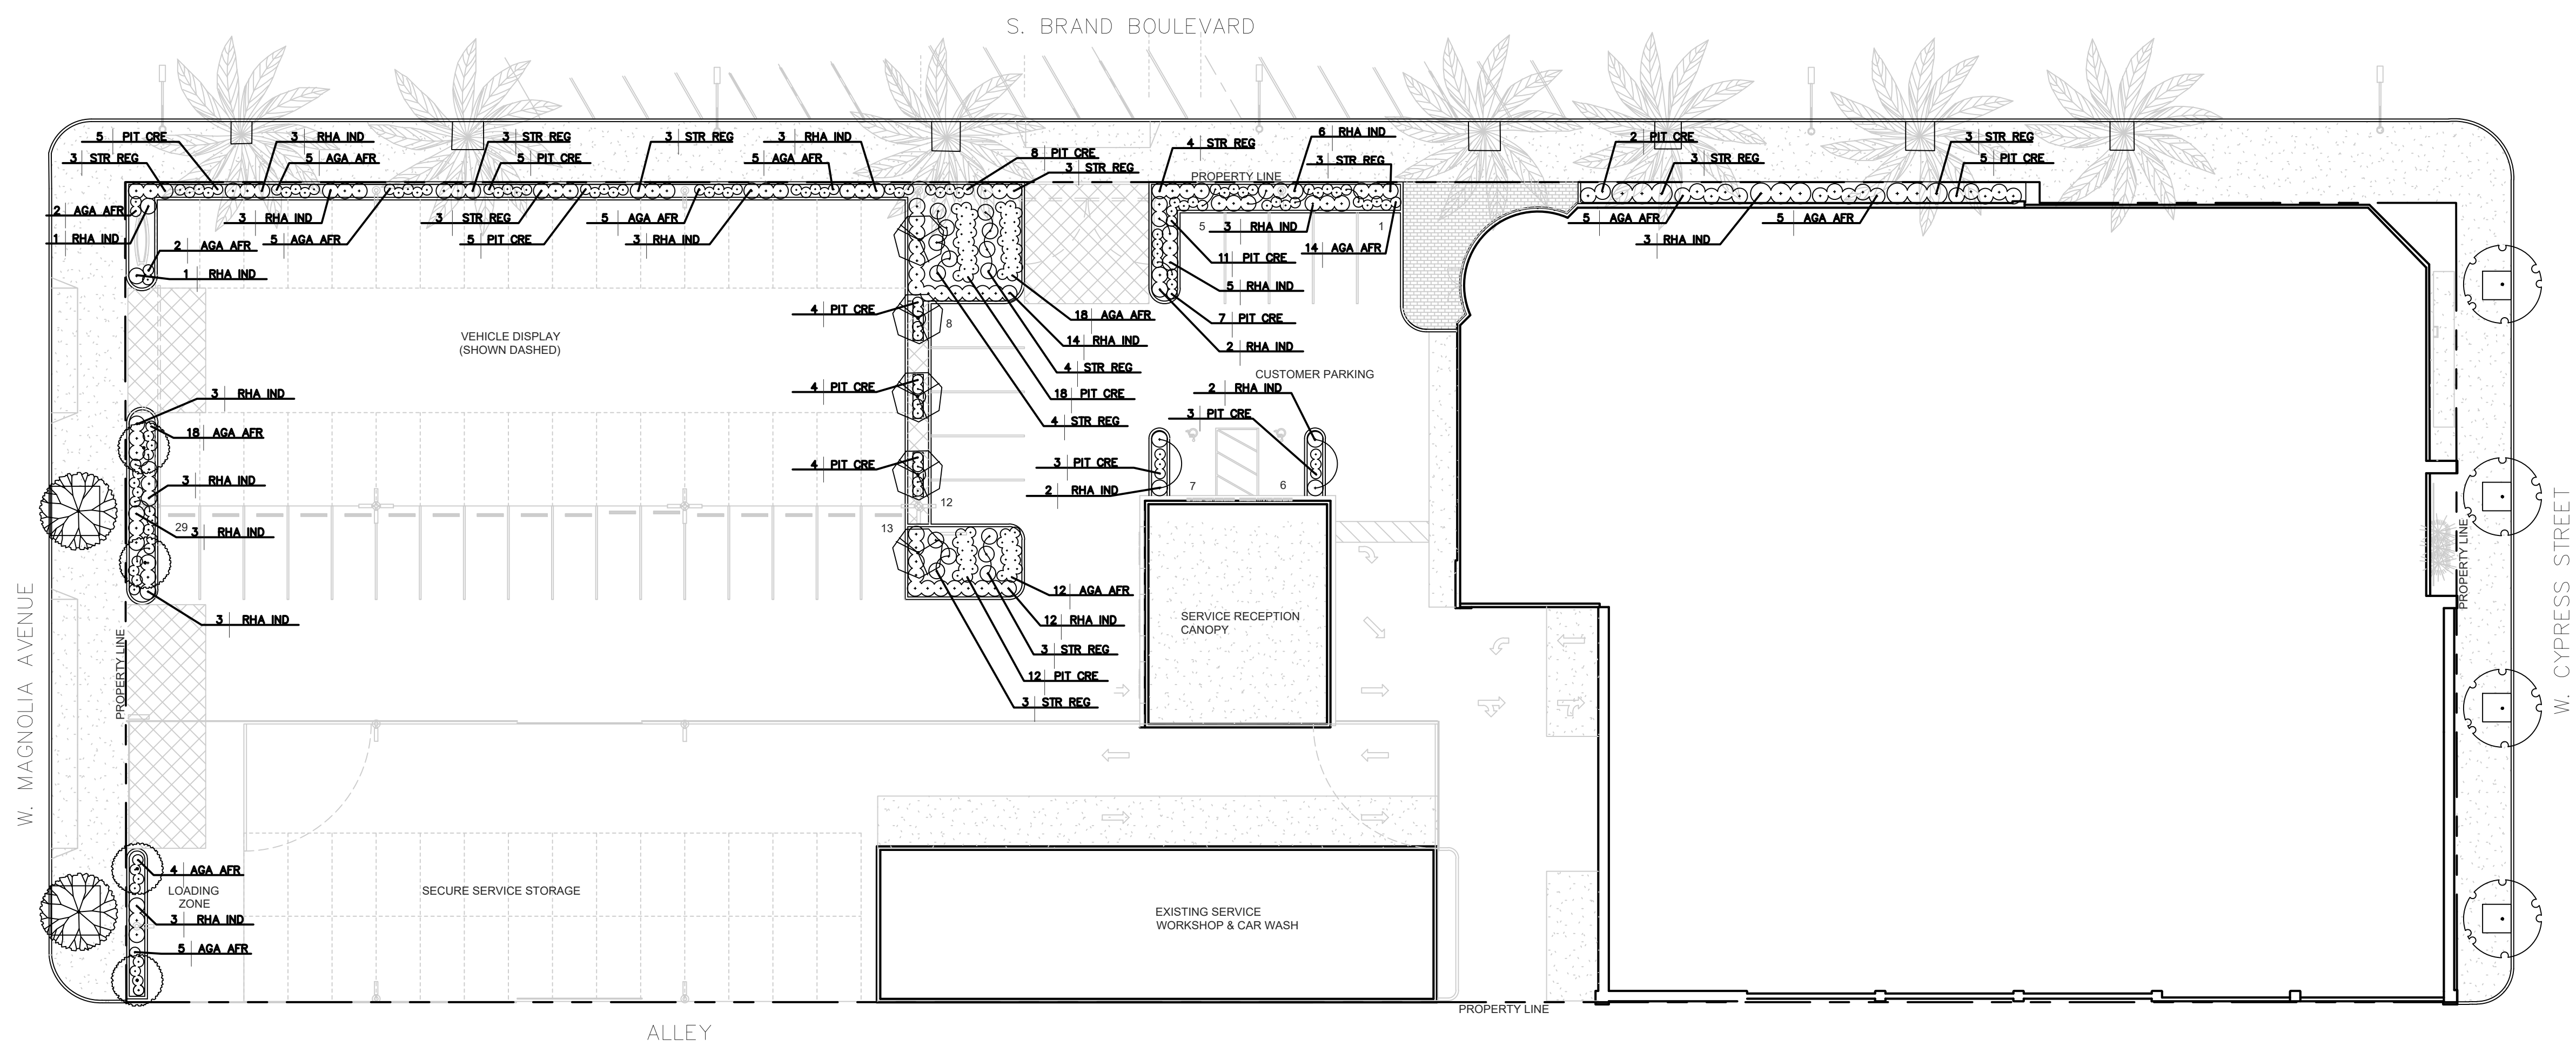 S. BRAND BOULEVARD
5 PIT CRE
3 RHA IND
3 STR REG
3 STR REG
3 RHA IND
6 RHA IND
2 PIT CRE
3 STR REG
3 STR REG
5 AGA AFR
5 PIT CRE
5 AGA AFR
8 PIT CRE
3 STR REG
4 STR REG
3 STR REG
PROPERTY LINE
3 STR REG
5 PIT CRE
2 AGA AFR
1 RHA IND
3 RHA IND
5 AGA AFR
3 STR REG
5 PIT CRE
5 AGA AFR
3 RHA IND
2 AGA AFR
1 RHA IND
5
3 RHA IND
1
14 AGA AFR
11 PIT CRE
5 RHA IND
7 PIT CRE
2 RHA IND
5 AGA AFR
3 RHA IND
5 AGA AFR
VEHICLE DISPLAY
(SHOWN DASHED)
4 PIT CRE
8
18 AGA AFR
14 RHA IND
4 STR REG
18 PIT CRE
4 STR REG
CUSTOMER PARKING
2 RHA IND
3 PIT CRE
3 RHA IND
18 AGA AFR
3 RHA IND
29
3 RHA IND
3 RHA IND
4 PIT CRE
4 PIT CRE
12
13
3 PIT CRE
2 RHA IND
7
6
12 AGA AFR
12 RHA IND
3 STR REG
12 PIT CRE
3 STR REG
SERVICE RECEPTION
CANOPY
W. MAGNOLIA AVENUE
PROPERTY LINE
PROPERTY LINE
W. CYPRESS STREET
4 AGA AFR
LOADING
ZONE
3 RHA IND
5 AGA AFR
SECURE SERVICE STORAGE
EXISTING SERVICE
WORKSHOP & CAR WASH
PROPERTY LINE
ALLEY